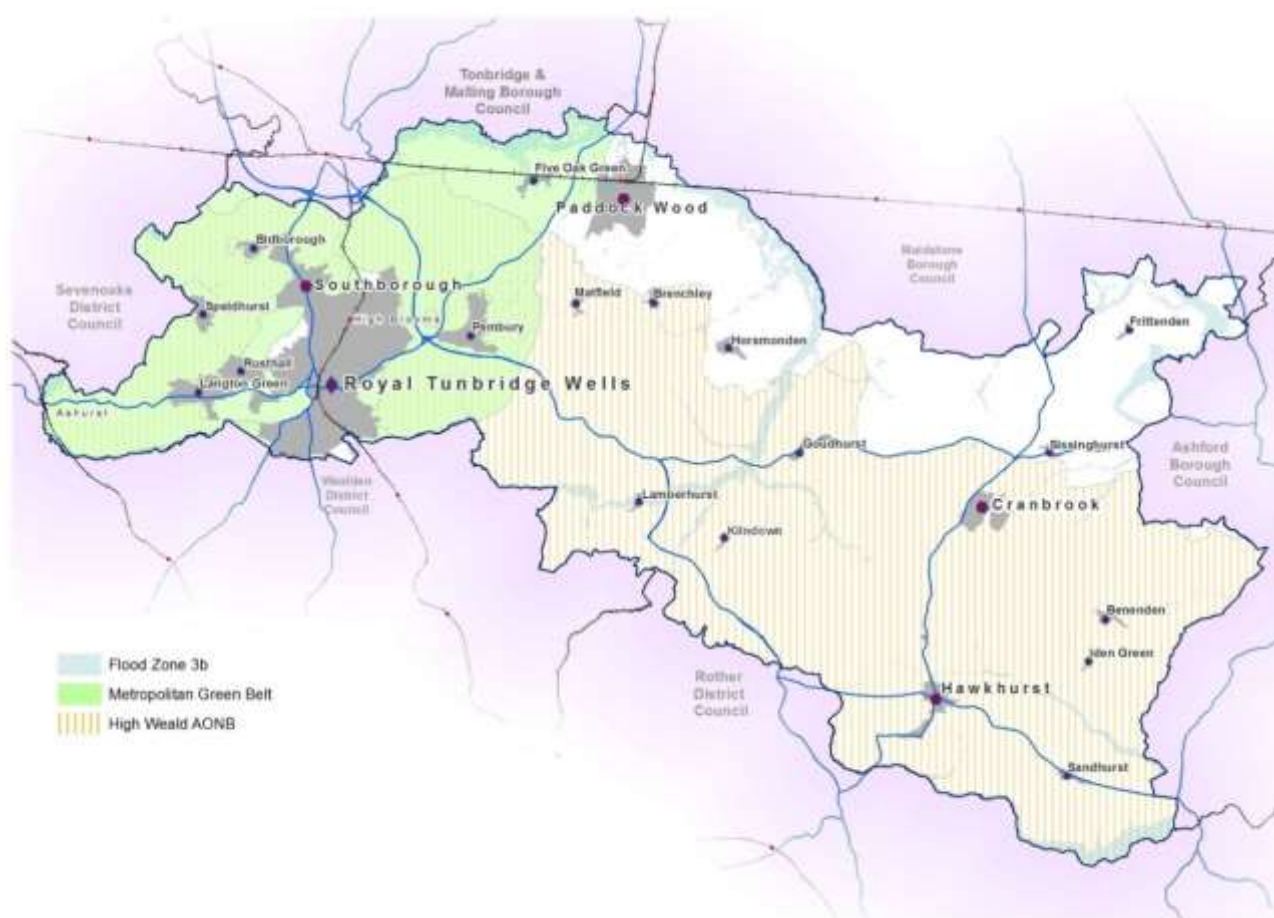 Tonbridge &
Malling Borough
Council
Five Oak Green
Paddock Wood
Bidborough
Maidstone
Borough
Council
Southborough
Sevenoaks
District
Council
Matfield
Brenchley
Speldhurst
High Brooms
Pembury
Frittenden
Horsmonden
Rusthall
Langton Green
Royal Tunbridge Wells
Ashurst
Goudhurst
Sissinghurst
Ashford
Borough
Council
Wealden
District
Council
Lamberhurst
Cranbrook
Kilndown
Benenden
Iden Green
Flood Zone 3b
Metropolitan Green Belt
High Weald AONB
Rother
District
Council
Hawkhurst
Sandhurst